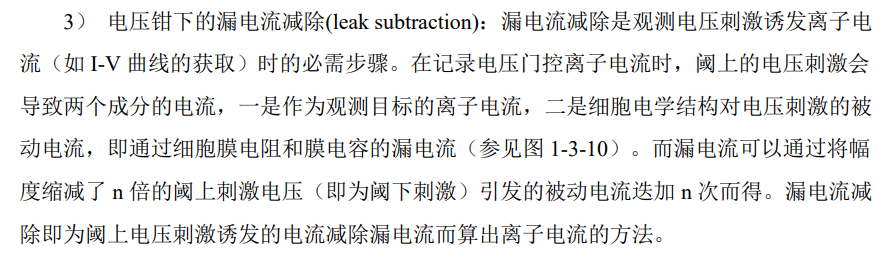 3） 电压钳下的漏电流减除(leak subtraction)：漏电流减除是观测电压刺激诱发离子电
流（如 I-V 曲线的获取）时的必需步骤。在记录电压门控离子电流时，阈上的电压刺激会
导致两个成分的电流，一是作为观测目标的离子电流，二是细胞电学结构对电压刺激的被
动电流，即通过细胞膜电阻和膜电容的漏电流（参见图 1-3-10）。而漏电流可以通过将幅
度缩减了 n 倍的阈上刺激电压（即为阈下刺激）引发的被动电流迭加 n 次而得。漏电流减
除即为阈上电压刺激诱发的电流减除漏电流而算出离子电流的方法。